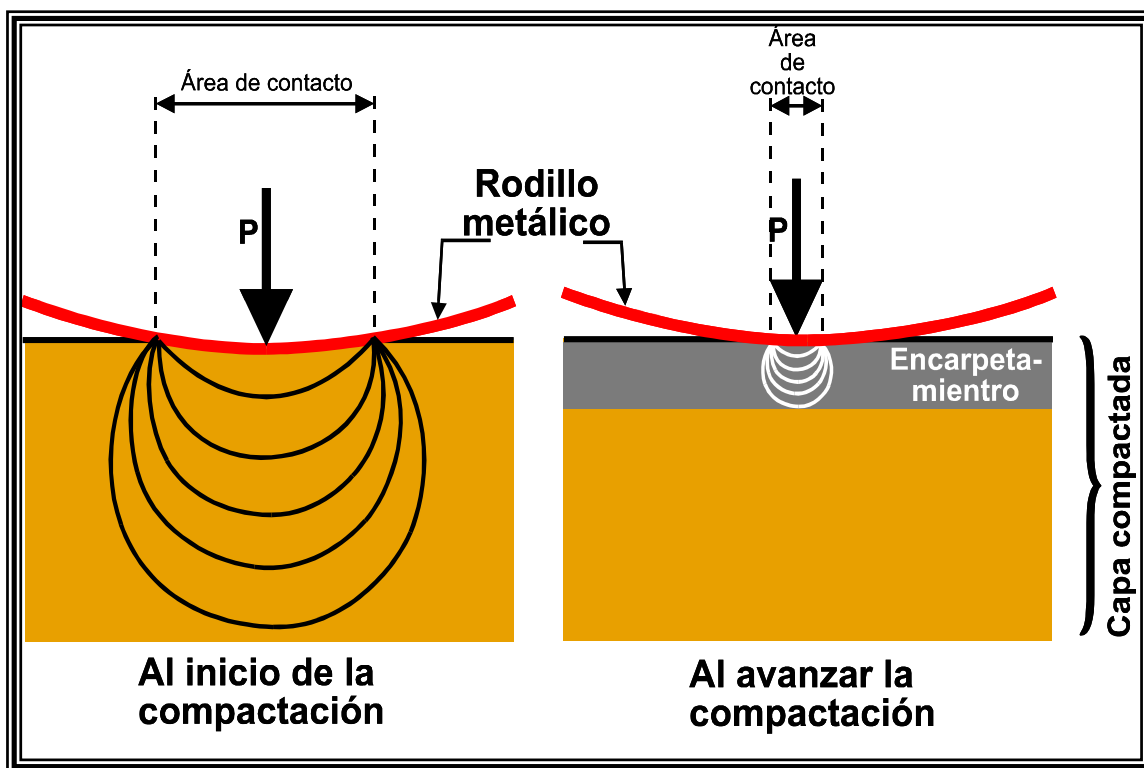 Área de contacto
P
Rodillo
metálico
Al inicio de la
compactación
Área
de
contacto
P
Encarpeta-
mientro
Capa compactada
Al avanzar la
compactación